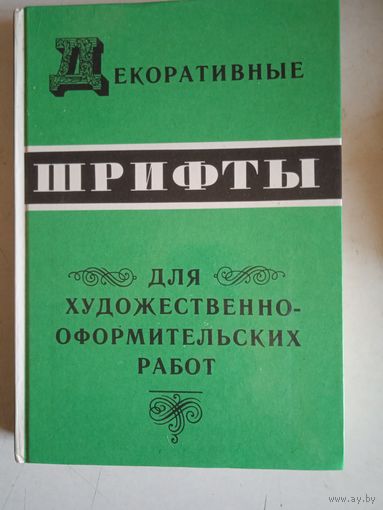 ДЕКОРАТИВНЫЕ
ШРИФТЫ
ДЛЯ
ХУДОЖЕСТВЕННО-
ОФОРМИТЕЛЬСКИХ
РАБОТ
www.ay.by